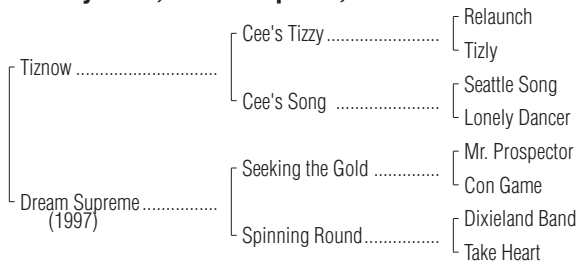 Relaunch
Cee's Tizzy
Tizly
Tiznow
Seattle Song
Cee's Song
Lonely Dancer
Mr. Prospector
Seeking the Gold
Con Game
Dream Supreme
(1997)
Dixieland Band
Spinning Round
Take Heart